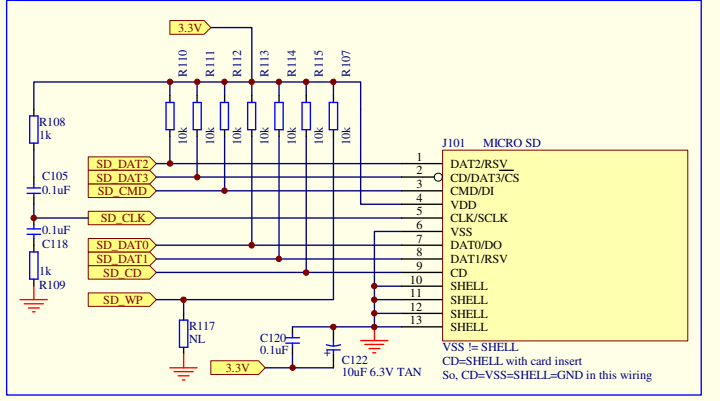 3.3V
R110
R111
R112
R113
R114
R115
R107
10k
10k
10k
10k
10k
10k
10k
R108
1k
C105
0.1uF
0.1uF
C118
1k
R109
SD_DAT2
SD_DAT3
SD_CMD
SD_CLK
SD_DAT0
SD_DAT1
SD_CD
SD_WP
R117
NL
3.3V
C120
0.1uF
+
C122
10uF 6.3V TAN
J101 MICRO SD
1 DAT2/RSV
2 CD/DAT3/CS
3 CMD/DI
4 VDD
5 CLK/SCLK
6 VSS
7 DAT0/DO
8 DAT1/RSV
9 CD
10 SHELL
11 SHELL
12 SHELL
13 SHELL
VSS != SHELL
CD=SHELL with card insert
So, CD=VSS=SHELL=GND in this wiring